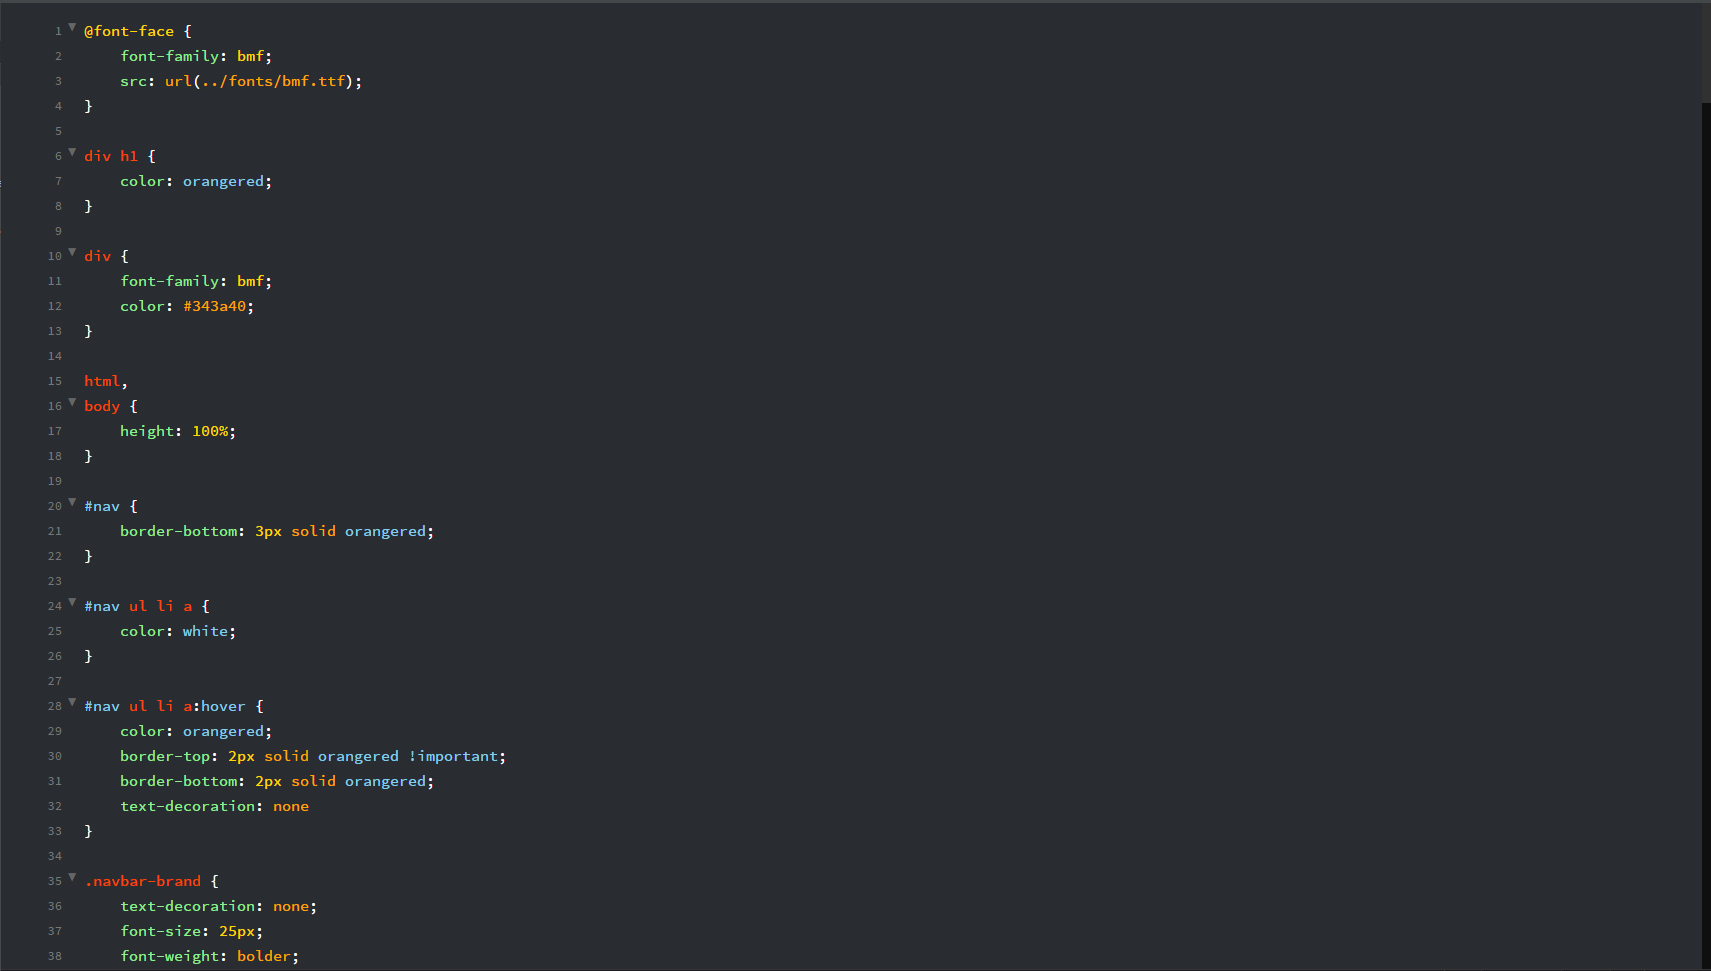 1 @font-face {
2 font-family: bmf;
3 src: url(../fonts/bmf.ttf);
4 }
5
6 div h1 {
7 color: orangered;
8 }
9
10 div {
11 font-family: bmf;
12 color: #343a40;
13 }
14
15 html,
16 body {
17 height: 100%;
18 }
19
20 #nav {
21 border-bottom: 3px solid orangered;
22 }
23
24 #nav ul li a {
25 color: white;
26 }
27
28 #nav ul li a:hover {
29 color: orangered;
30 border-top: 2px solid orangered !important;
31 border-bottom: 2px solid orangered;
32 text-decoration: none
33 }
34
35 .navbar-brand {
36 text-decoration: none;
37 font-size: 25px;
38 font-weight: bolder;